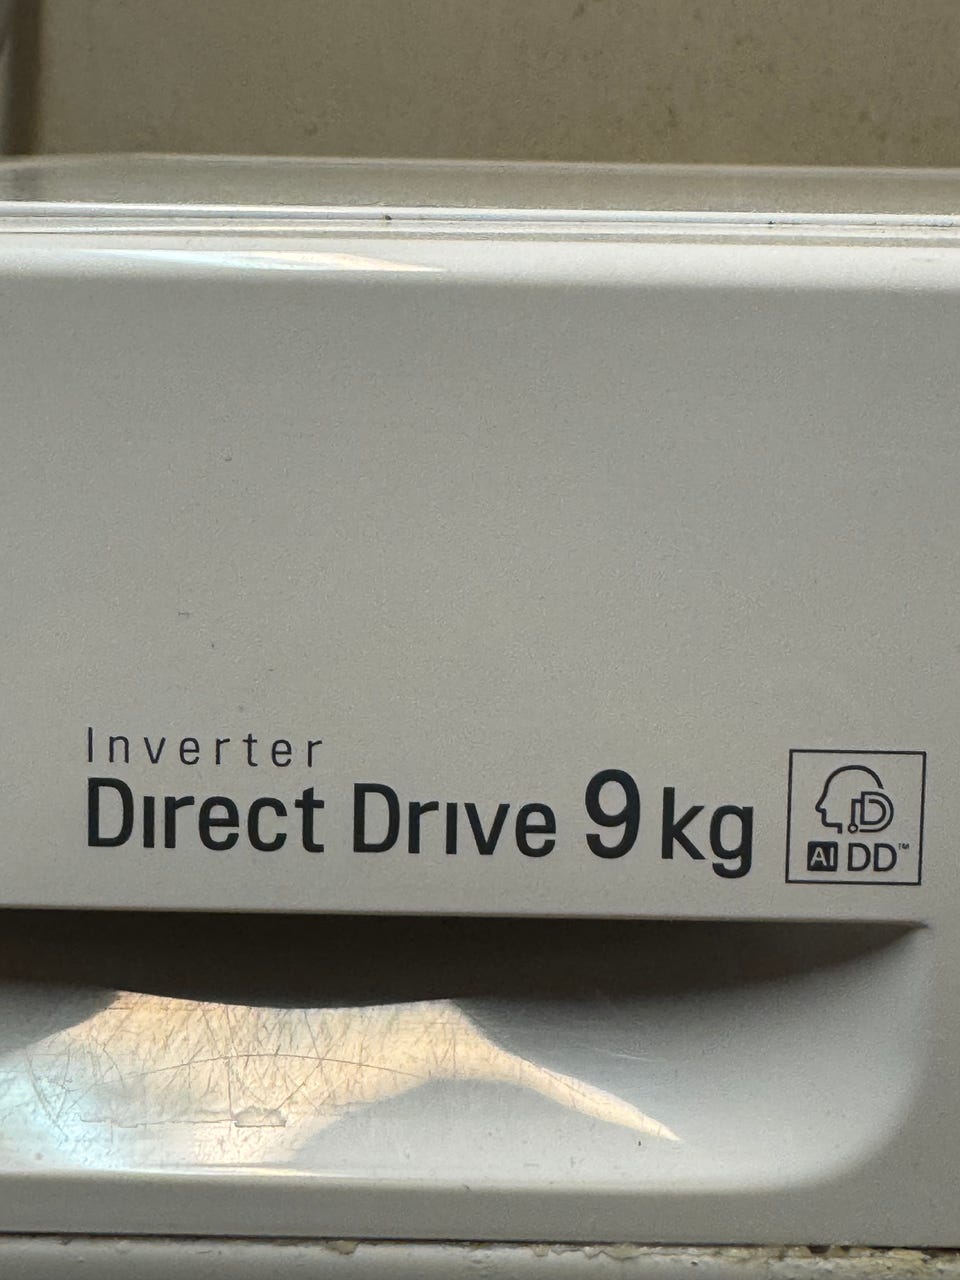 Inverter
Direct Drive 9kg
AI DD™